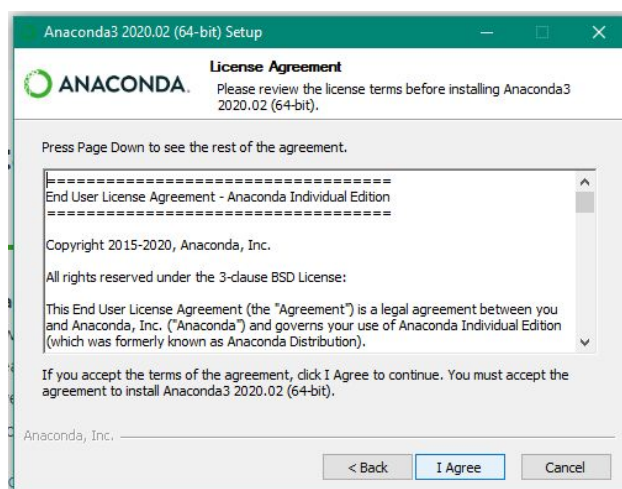 Anaconda3 2020.02 (64-bit) Setup
ANACONDA.
License Agreement
Please review the license terms before installing Anaconda3
2020.02 (64-bit).
Press Page Down to see the rest of the agreement.
===================================
End User License Agreement - Anaconda Individual Edition
===================================
Copyright 2015-2020, Anaconda, Inc.
All rights reserved under the 3-clause BSD License:
This End User License Agreement (the "Agreement") is a legal agreement between you
and Anaconda, Inc. ("Anaconda") and governs your use of Anaconda Individual Edition
(which was formerly known as Anaconda Distribution).
If you accept the terms of the agreement, click I Agree to continue. You must accept the
agreement to install Anaconda3 2020.02 (64-bit).
Anaconda, Inc.
< Back I Agree Cancel